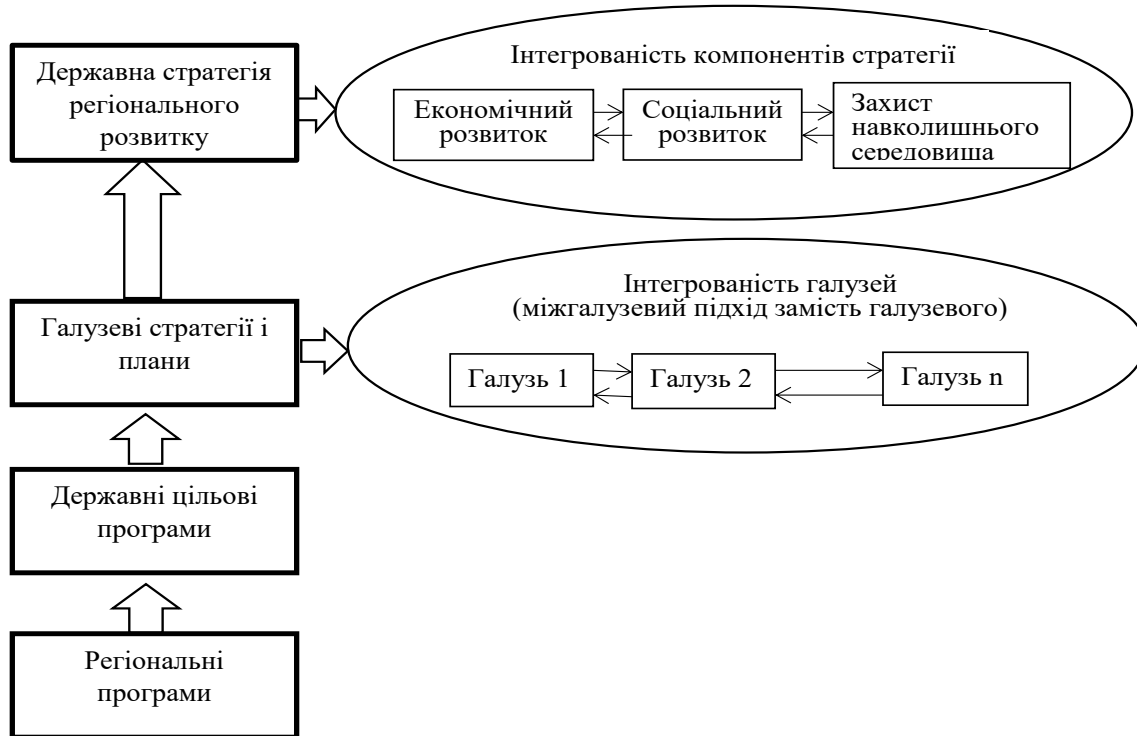 Державна стратегія
регіонального
розвитку
Інтегрованість компонентів стратегії
Економічний
розвиток
Соціальний
розвиток
Захист
навколишнього
середовиша
Галузеві стратегії і
плани
Інтегрованість галузей
(міжгалузевий підхід замість галузевого)
Галузь 1
Галузь 2
Галузь n
Державні цільові
програми
Регіональні
програми